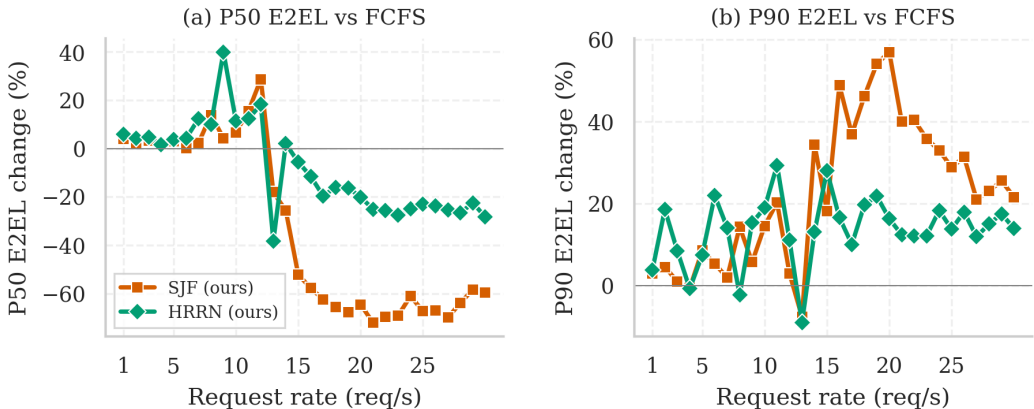 (a) P50 E2EL vs FCFS
P50 E2EL change (%)
40
20
0
−20
−40
−60
SJF (ours)
HRRN (ours)
1 5 10 15 20 25
Request rate (req/s)
(b) P90 E2EL vs FCFS
P90 E2EL change (%)
60
40
20
0
1 5 10 15 20 25
Request rate (req/s)